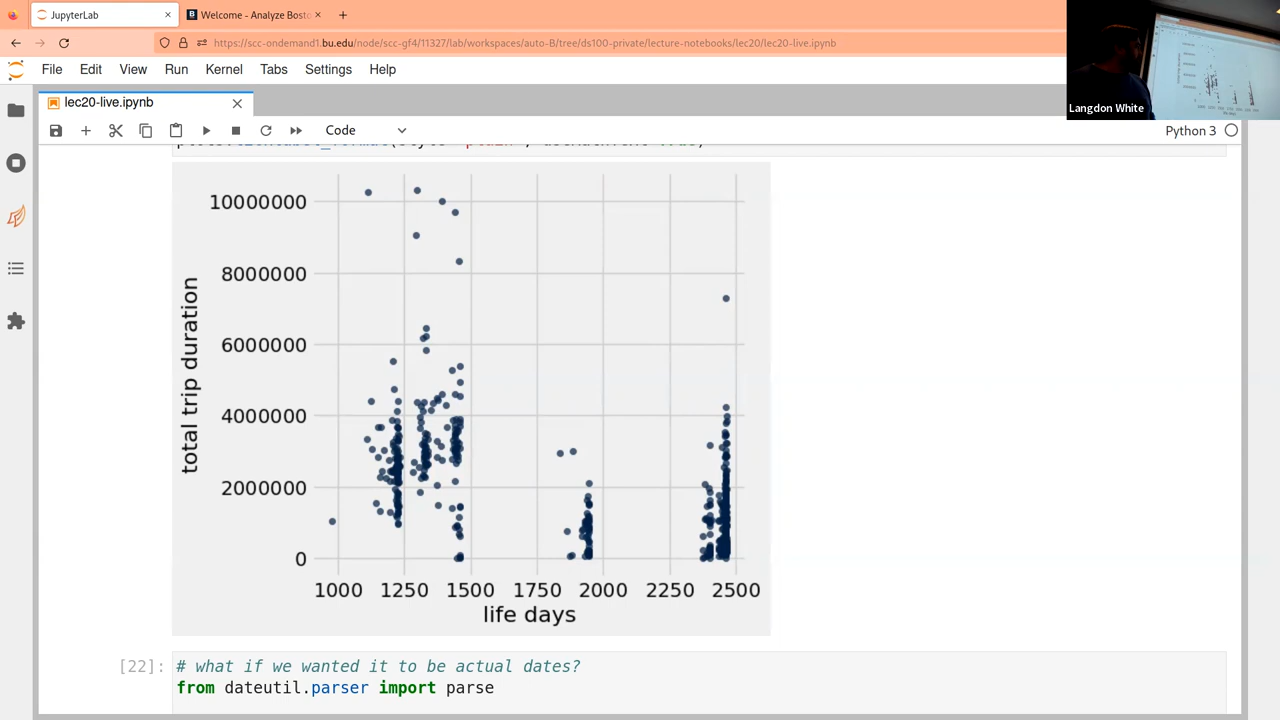 JupyterLab
Welcome - Analyze Bost
https://scc-ondemand1.bu.edu/node/scc-gf4/11327/lab/workspaces/auto-B/tree/ds100-private/lecture-notebooks/lec20/lec20-live.ipynb
File Edit View Run Kernel Tabs Settings Help
Langdon White
lec20-live.ipynb
Code
Python 3
10000000
8000000
6000000
4000000
2000000
0
total trip duration
1000 1250 1500 1750 2000 2250 2500
life days
[22]:
# what if we wanted it to be actual dates?
from dateutil.parser import parse